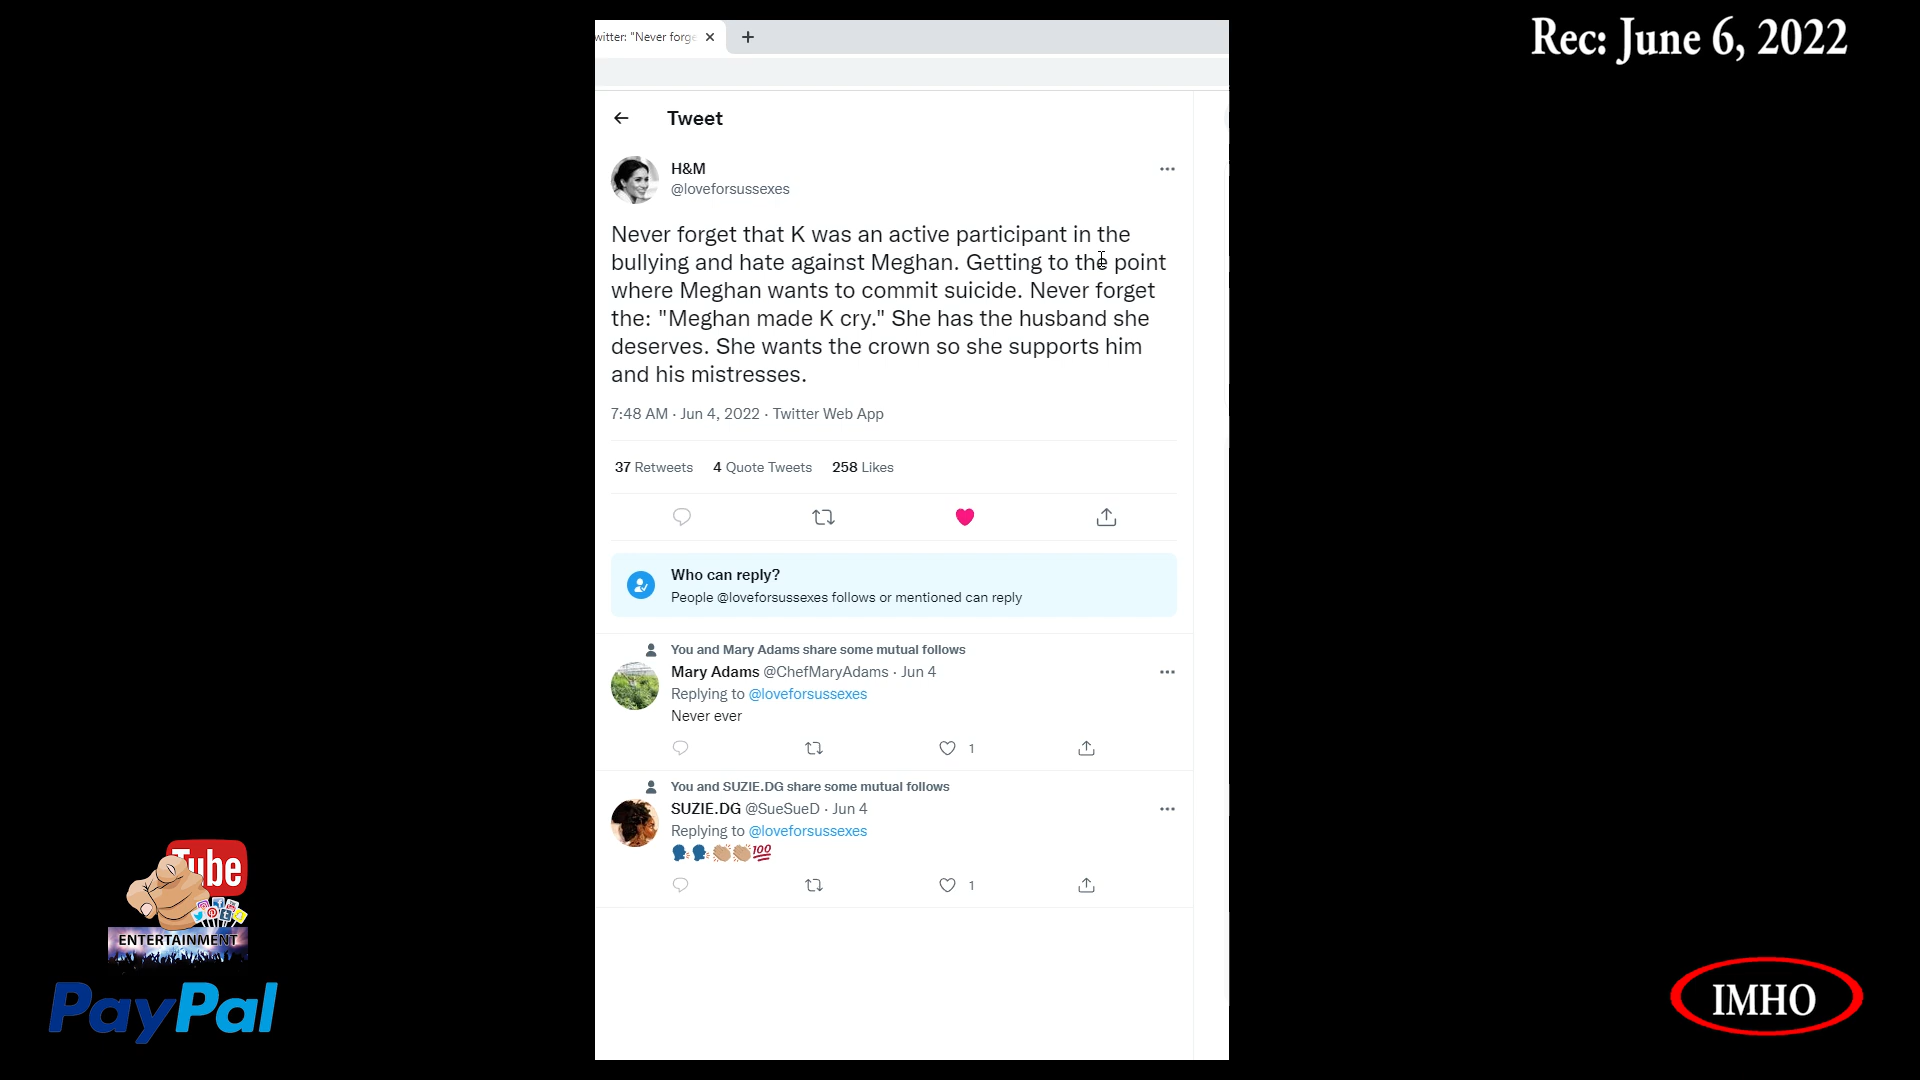 witter: "Never forge
Rec: June 6, 2022
Tweet
H&M
@loveforsussexes
Never forget that K was an active participant in the
bullying and hate against Meghan. Getting to the point
where Meghan wants to commit suicide. Never forget
the: "Meghan made K cry." She has the husband she
deserves. She wants the crown so she supports him
and his mistresses.
7:48 AM · Jun 4, 2022 · Twitter Web App
37 Retweets 4 Quote Tweets 258 Likes
Who can reply?
People @loveforsussexes follows or mentioned can reply
You and Mary Adams share some mutual follows
Mary Adams @ChefMaryAdams · Jun 4
Replying to @loveforsussexes
Never ever
1
You and SUZIE.DG share some mutual follows
SUZIE.DG @SueSueD · Jun 4
Replying to @loveforsussexes
100
1
Tube
ENTERTAINMENT
PayPal
IMHO